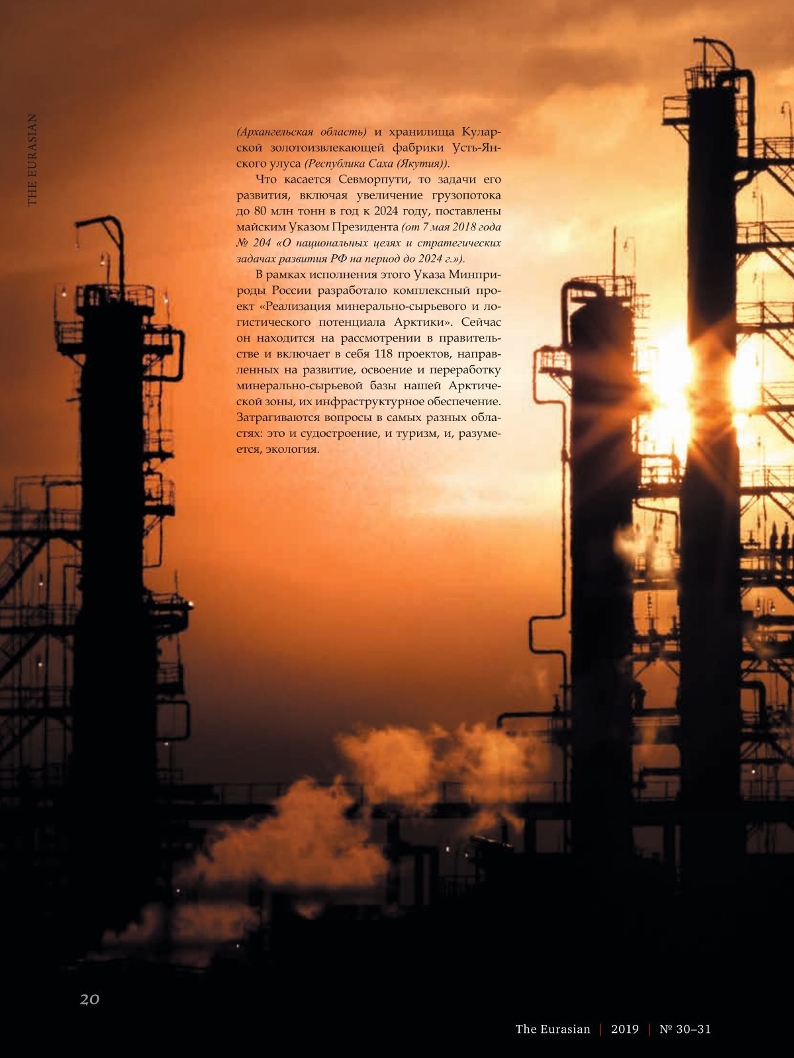 THE EURASIAN
(Архангельская область) и хранилища Кулар-
ской золотоизвлекающей фабрики Усть-Ян-
ского улуса (Республика Саха (Якутия)).
Что касается Севморпути, то задачи его
развития, включая увеличение грузопотока
до 80 млн тонн в год к 2024 году, поставлены
майским Указом Президента (от 7 мая 2018 года
№ 204 «О национальных целях и стратегических
задачах развития РФ на период до 2024 г.»).
В рамках исполнения этого Указа Минпри-
роды России разработало комплексный про-
ект «Реализация минерально-сырьевого и ло-
гистического потенциала Арктики». Сейчас
он находится на рассмотрении в правитель-
стве и включает в себя 118 проектов, направ-
ленных на развитие, освоение и переработку
минерально-сырьевой базы нашей Арктиче-
ской зоны, их инфраструктурное обеспечение.
Затрагиваются вопросы в самых разных обла-
стях: это и судостроение, и туризм, и, разуме-
ется, экология.
20
The Eurasian | 2019 | № 30–31